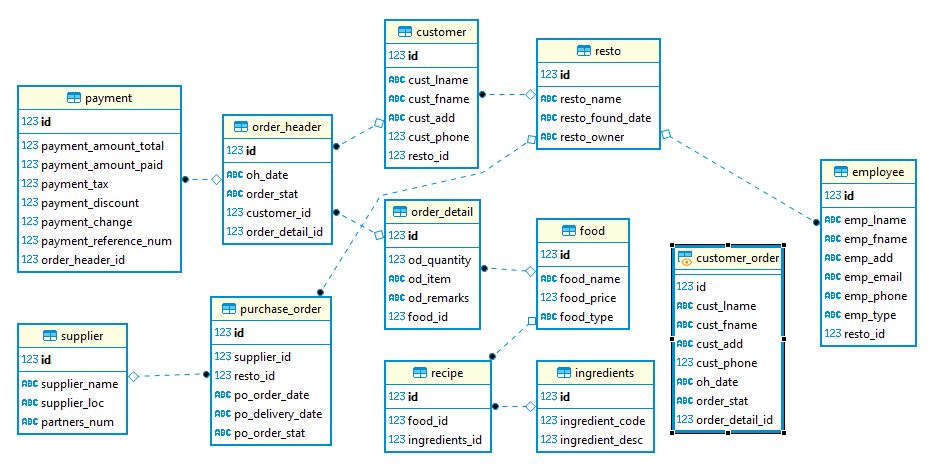 payment
123 id
123 payment_amount_total
123 payment_amount_paid
123 payment_tax
123 payment_discount
123 payment_change
123 payment_reference_num
123 order_header_id
order_header
123 id
ABC oh_date
ABC order_stat
123 customer_id
123 order_detail_id
customer
123 id
ABC cust_lname
ABC cust_fname
ABC cust_add
123 cust_phone
123 resto_id
resto
123 id
ABC resto_name
ABC resto_found_date
ABC resto_owner
employee
123 id
ABC emp_lname
ABC emp_fname
ABC emp_add
ABC emp_email
ABC emp_phone
ABC emp_type
123 resto_id
order_detail
123 id
123 od_quantity
ABC od_item
ABC od_remarks
123 food_id
food
123 id
ABC food_name
123 food_price
ABC food_type
customer_order
123 id
ABC cust_lname
ABC cust_fname
ABC cust_add
123 cust_phone
ABC oh_date
ABC order_stat
123 order_detail_id
supplier
123 id
ABC supplier_name
ABC supplier_loc
123 partners_num
purchase_order
123 id
123 supplier_id
123 resto_id
ABC po_order_date
ABC po_delivery_date
ABC po_order_stat
recipe
123 id
123 food_id
123 ingredients_id
ingredients
123 id
123 ingredient_code
ABC ingredient_desc